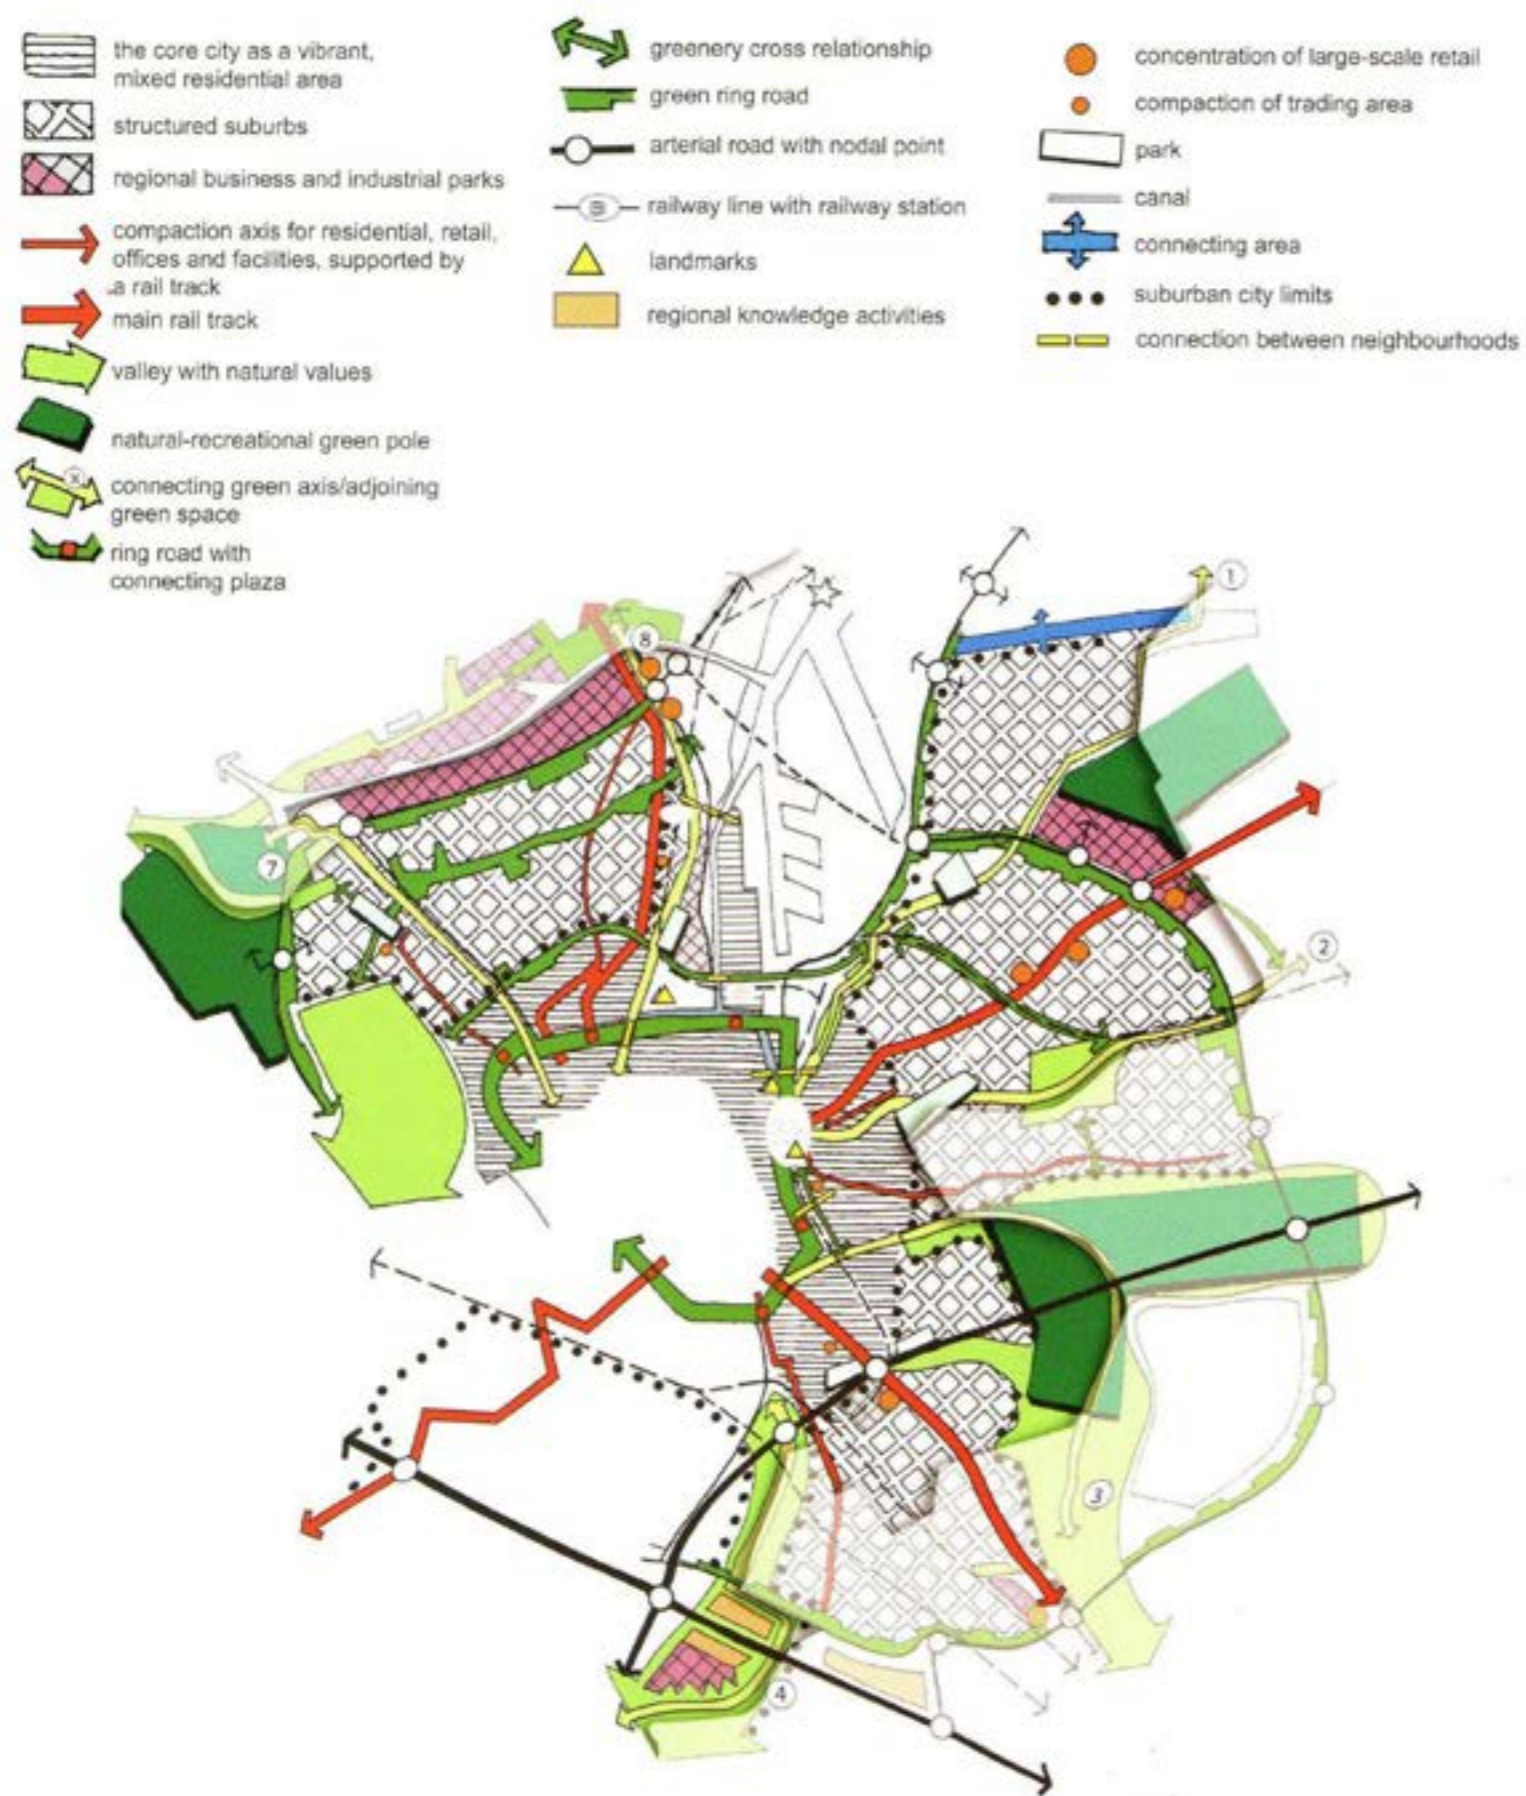 the core city as a vibrant,
mixed residential area
structured suburbs
regional business and industrial parks
compaction axis for residential, retail,
offices and facilities, supported by
a rail track
main rail track
valley with natural values
natural-recreational green pole
X
connecting green axis/adjoining
green space
ring road with
connecting plaza
greenery cross relationship
green ring road
arterial road with nodal point
railway line with railway station
landmarks
regional knowledge activities
concentration of large-scale retail
compaction of trading area
park
canal
connecting area
suburban city limits
connection between neighbourhoods
1
8
7
2
3
4